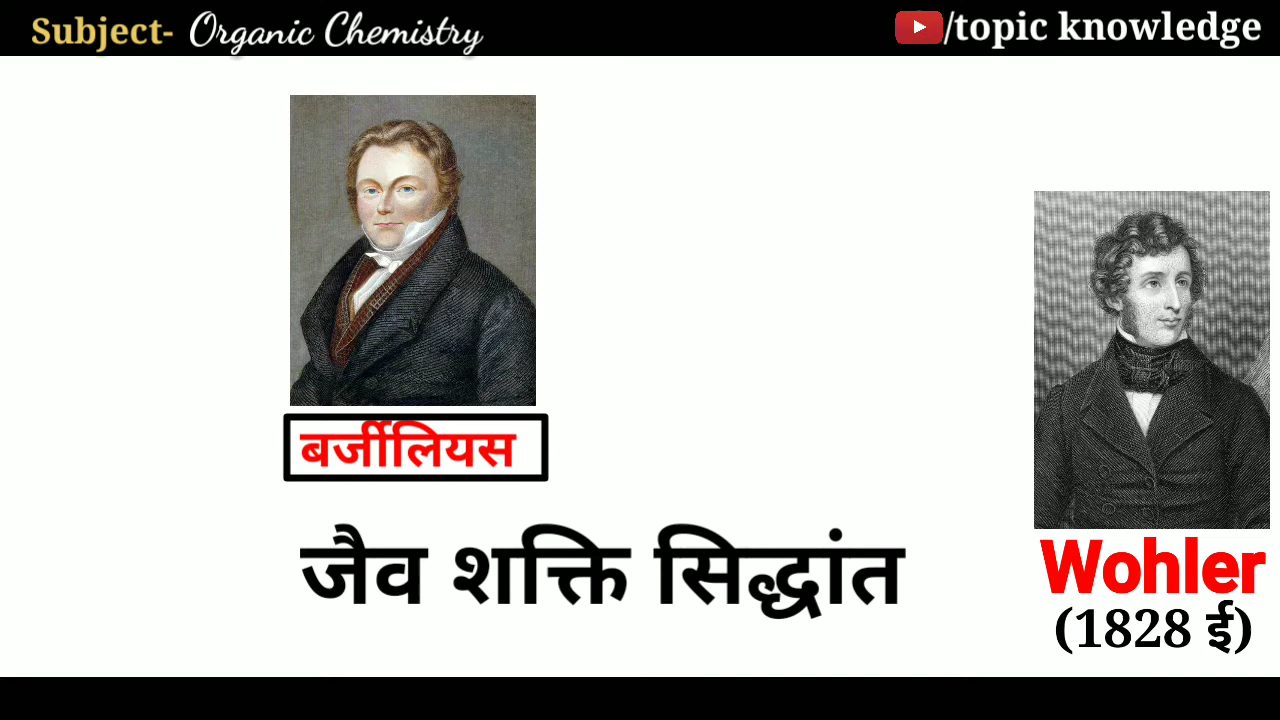 Subject- Organic Chemistry
/topic knowledge
बर्जीलियस
जैव शक्ति सिद्धांत
Wohler
(1828 ई)